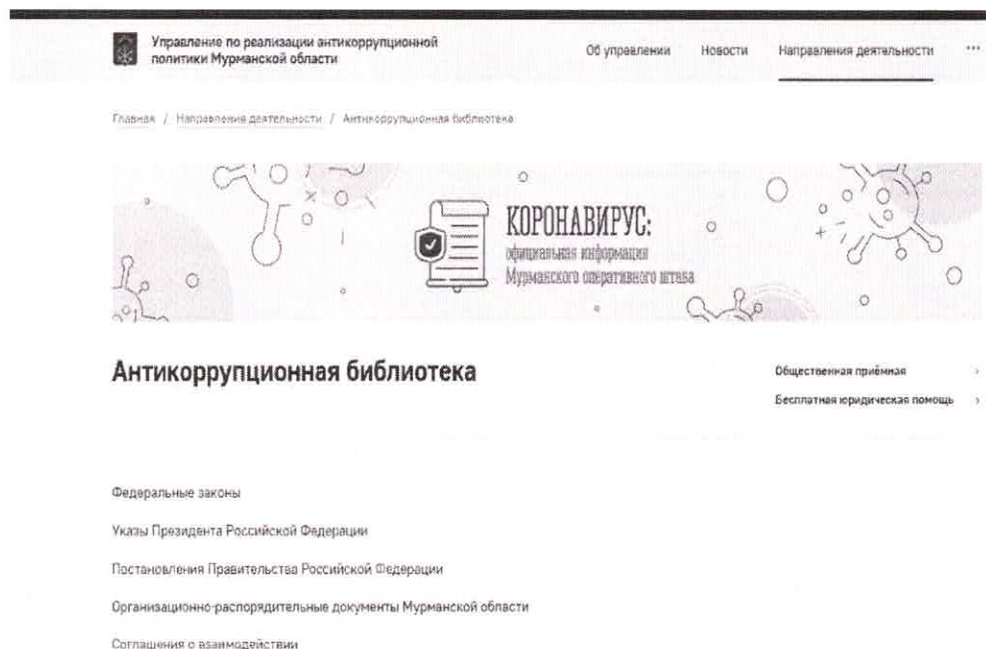 Управление по реализации антикоррупционной
политики Мурманской области
Об управлении Новости Направления деятельности ...
Главная / Направления деятельности / Антикоррупционная библиотека
КОРОНАВИРУС:
официальная информация
Мурманского оперативного штаба
Антикоррупционная библиотека
Общественная приёмная ›
Бесплатная юридическая помощь ›
Федеральные законы
Указы Президента Российской Федерации
Постановления Правительства Российской Федерации
Организационно-распорядительные документы Мурманской области
Соглашения о взаимодействии